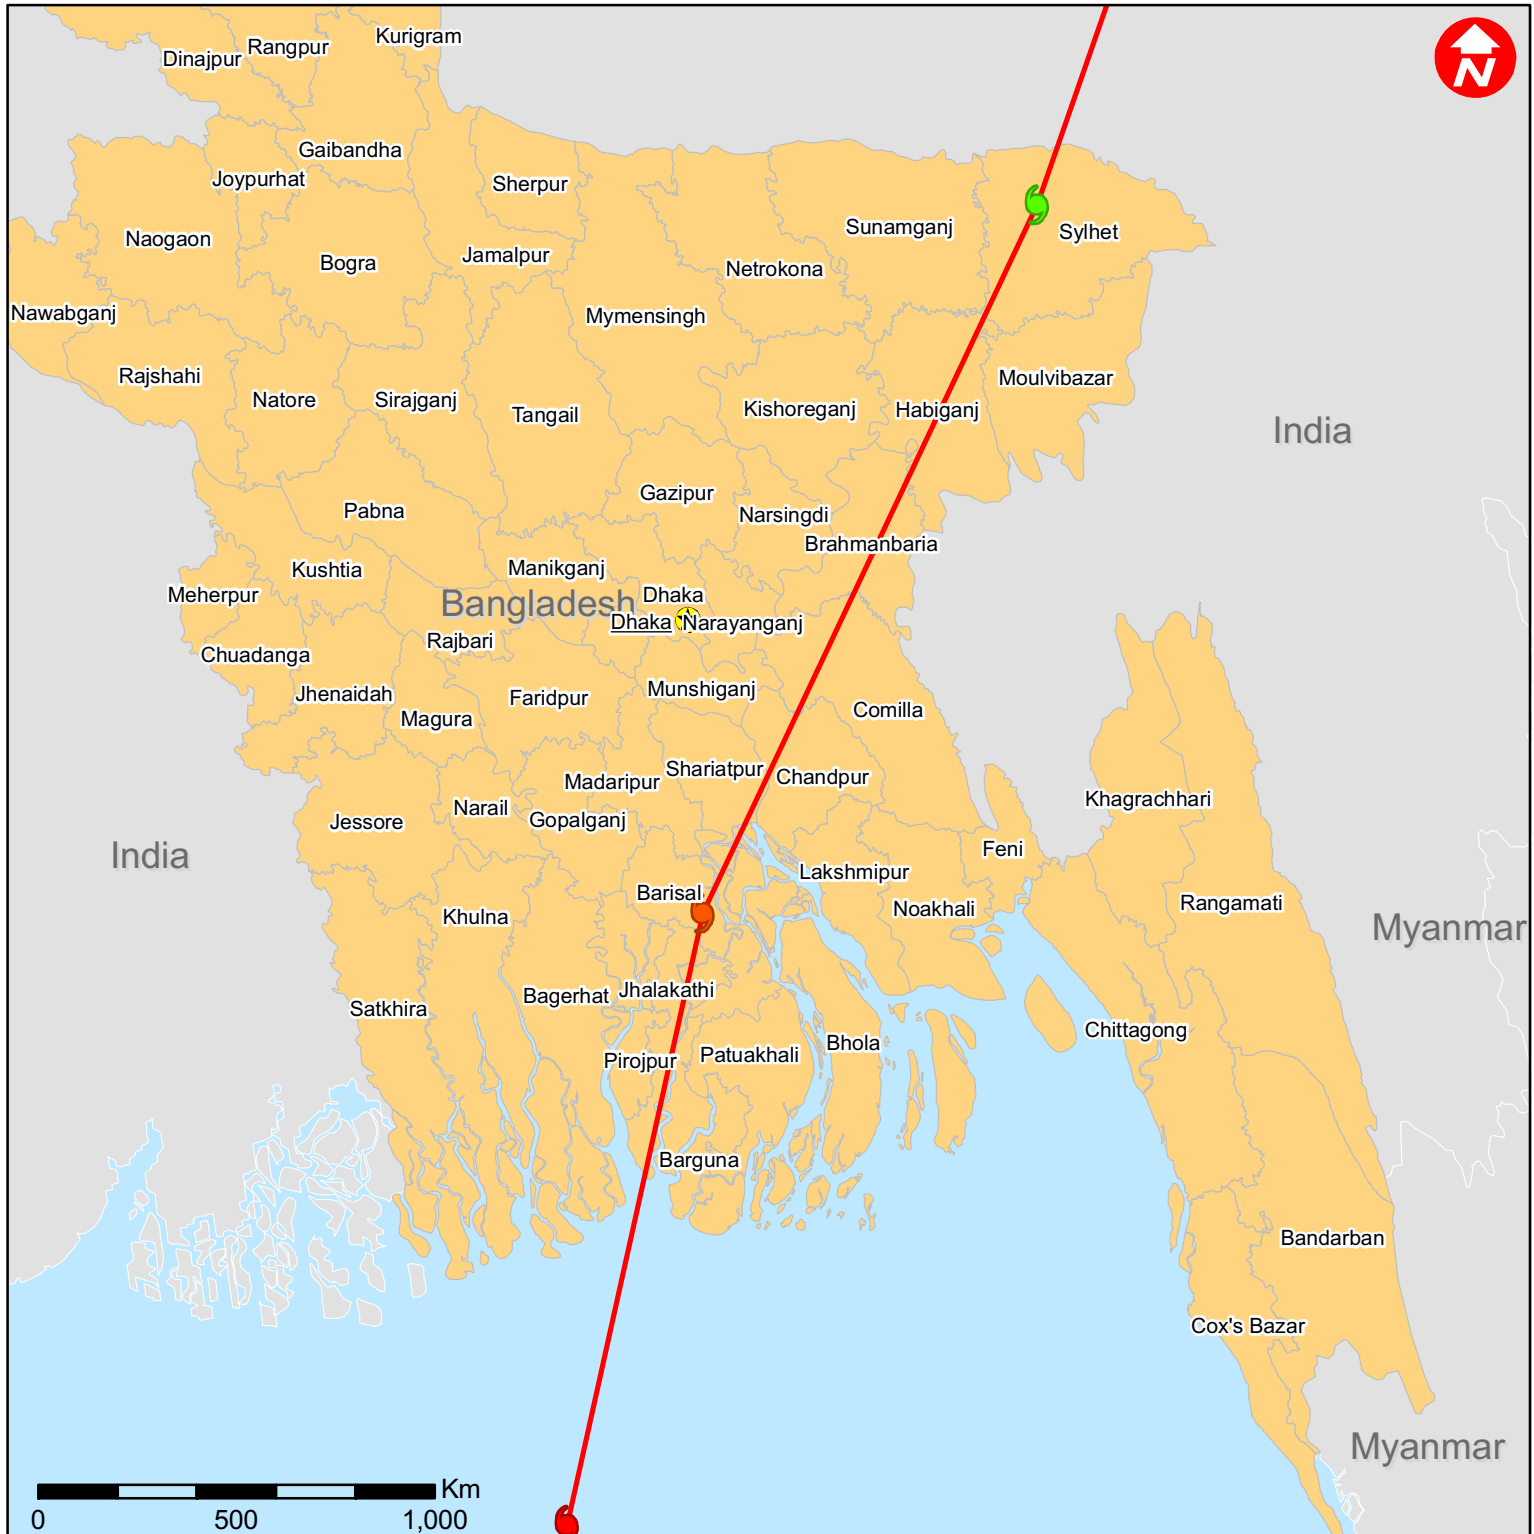 Kurigram
N
Rangpur
Dinajpur
Gaibandha
Joypurhat
Sherpur
Sunamganj
Sylhet
Naogaon
Jamalpur
Bogra
Netrokona
Nawabganj
Mymensingh
Rajshahi
Moulvibazar
Natore
Sirajganj
Tangail
Kishoreganj
Habiganj
India
Gazipur
Pabna
Narsingdi
Brahmanbaria
Kushtia
Manikganj
Meherpur
Dhaka
Bangladesh
Dhaka
Narayanganj
Rajbari
Chuadanga
Jhenaidah
Faridpur
Munshiganj
Magura
Comilla
Shariatpur
Chandpur
Madaripur
Khagrachhari
Narail
Jessore
Gopalganj
India
Feni
Lakshmipur
Barisal
Rangamati
Noakhali
Khulna
Myanmar
Jhalakathi
Bagerhat
Satkhira
Chittagong
Bhola
Patuakhali
Pirojpur
Barguna
Bandarban
Cox's Bazar
Myanmar
Km
0 500 1,000